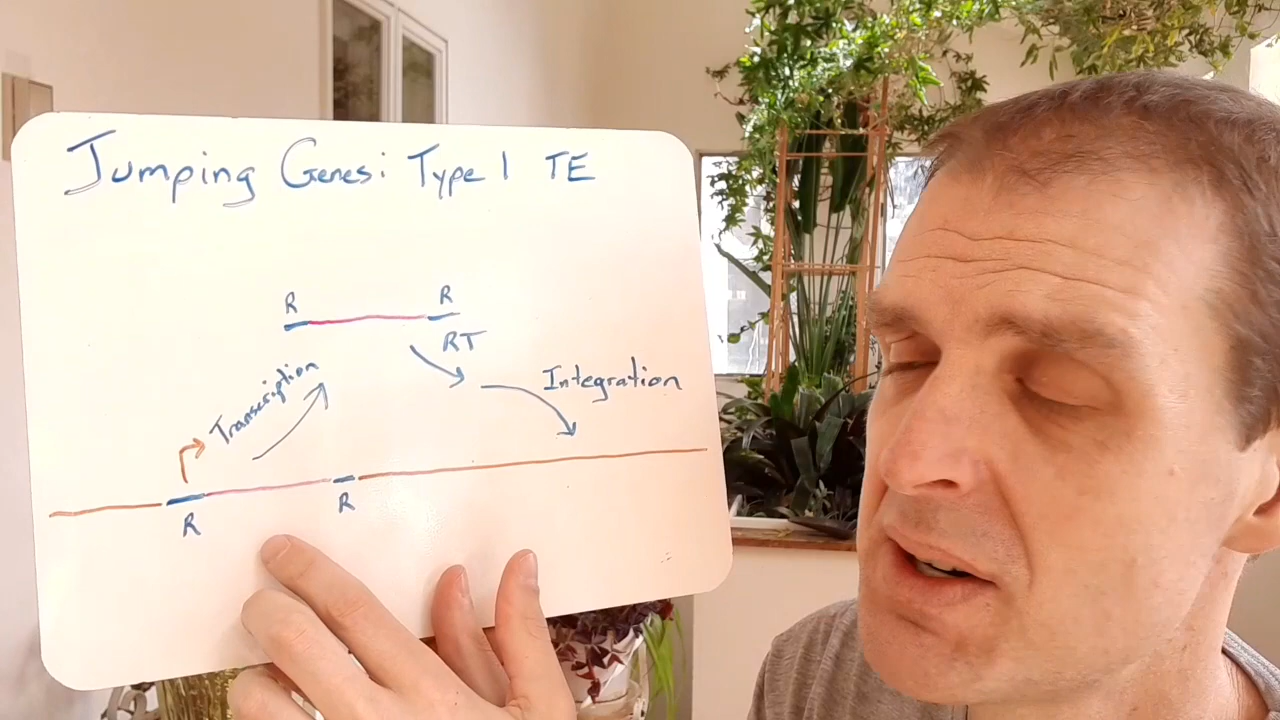 Jumping Genes: Type 1 TE
R R
RT
Transcription
Integration
R R